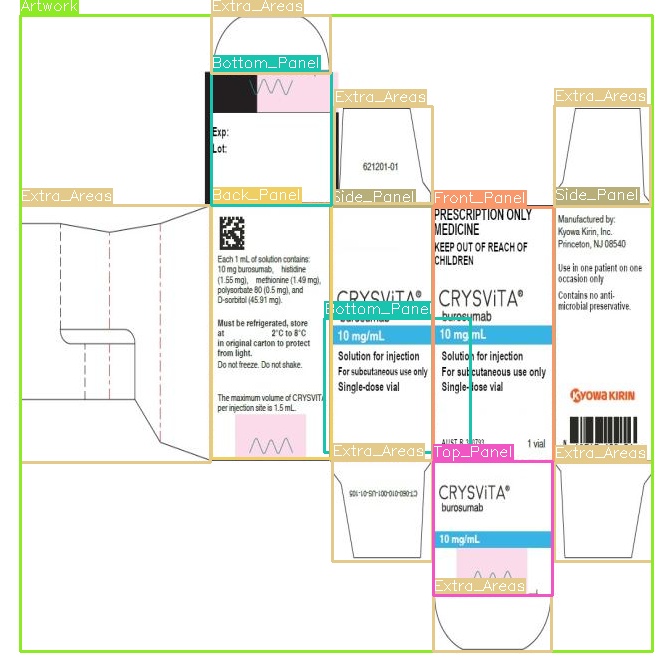 Artwork
Extra_Areas
Bottom_Panel
Exp:
Lot:
Extra_Areas
621201-01
Extra_Areas
Extra_Areas
Back_Panel
Each 1 mL of solution contains:
10 mg burosumab, histidine
(1.55 mg), methionine (1.49 mg),
polysorbate 80 (0.5 mg), and
D-sorbitol (45.91 mg).
Must be refrigerated, store
at 2°C to 8°C
in original carton to protect
from light.
Do not freeze. Do not shake.
The maximum volume of CRYSVITA
per injection site is 1.5 mL.
Side_Panel
CRYSViTA®
burosumab
Bottom_Panel
10 mg/mL
Solution for injection
For subcutaneous use only
Single-dose vial
Front_Panel
PRESCRIPTION ONLY
MEDICINE
KEEP OUT OF REACH OF
CHILDREN
CRYSViTA®
burosumab
10 mg/mL
Solution for injection
For subcutaneous use only
Single-dose vial
AUST R
1 vial
Side_Panel
Manufactured by:
Kyowa Kirin, Inc.
Princeton, NJ 08540
Use in one patient on one
occasion only
Contains no anti-
microbial preservative.
KYOWA KIRIN
N
Extra_Areas
Top_Panel
CRYSViTA®
burosumab
10 mg/mL
Extra_Areas
Extra_Areas